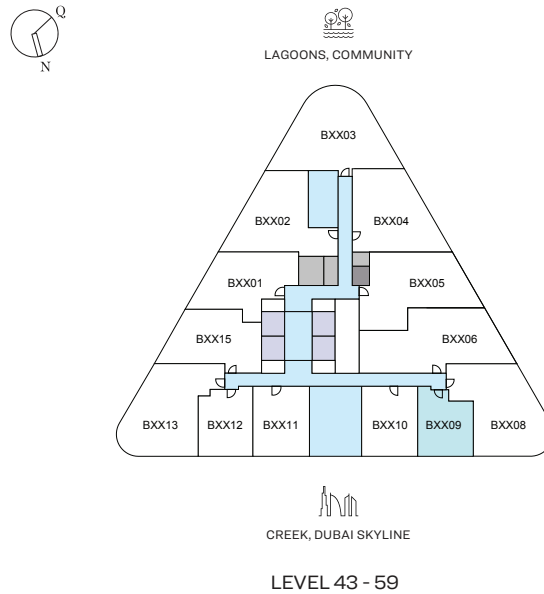 Q
N
LAGOONS, COMMUNITY
BXX03
BXX02
BXX04
BXX01
BXX05
BXX15
BXX06
BXX13
BXX12
BXX11
BXX10
BXX09
BXX08
CREEK, DUBAI SKYLINE
LEVEL 43 - 59